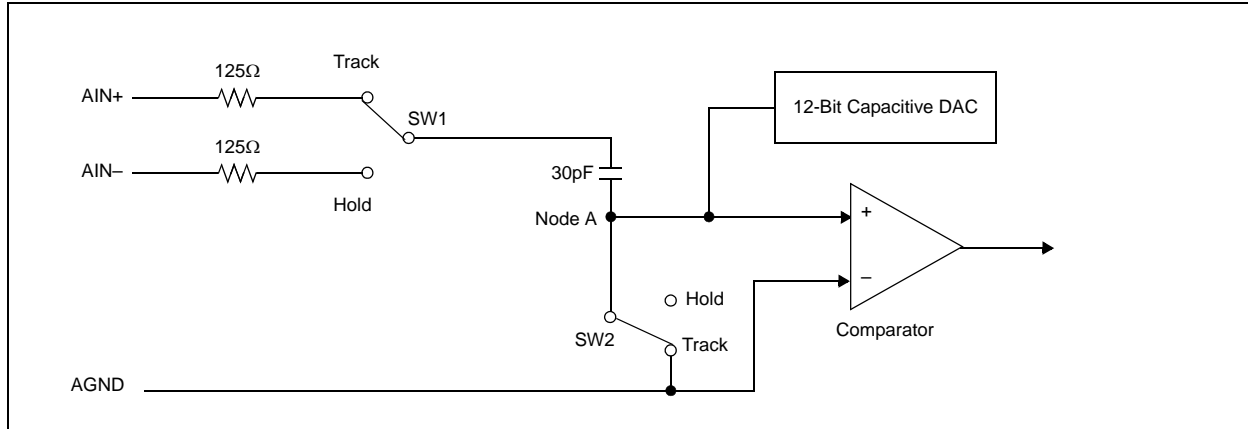 125Ω
Track
AIN+
SW1
12-Bit Capacitive DAC
125Ω
AIN–
30pF
Hold
Node A
+
–
Hold
SW2
Track
Comparator
AGND